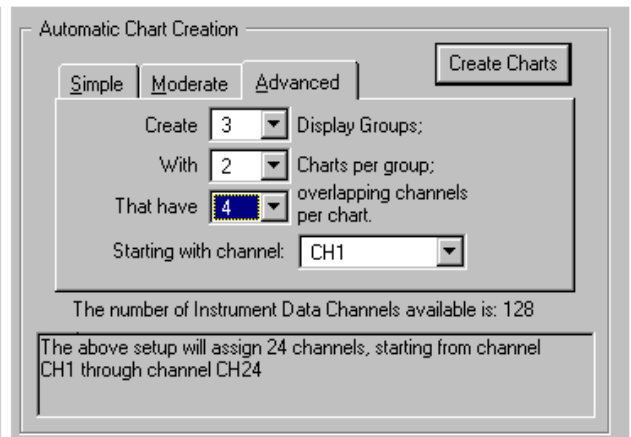 Automatic Chart Creation
Create Charts
Simple Moderate Advanced
Create 3 Display Groups;
With 2 Charts per group;
That have 4 overlapping channels
per chart.
Starting with channel: CH1
The number of Instrument Data Channels available is: 128
The above setup will assign 24 channels, starting from channel
CH1 through channel CH24